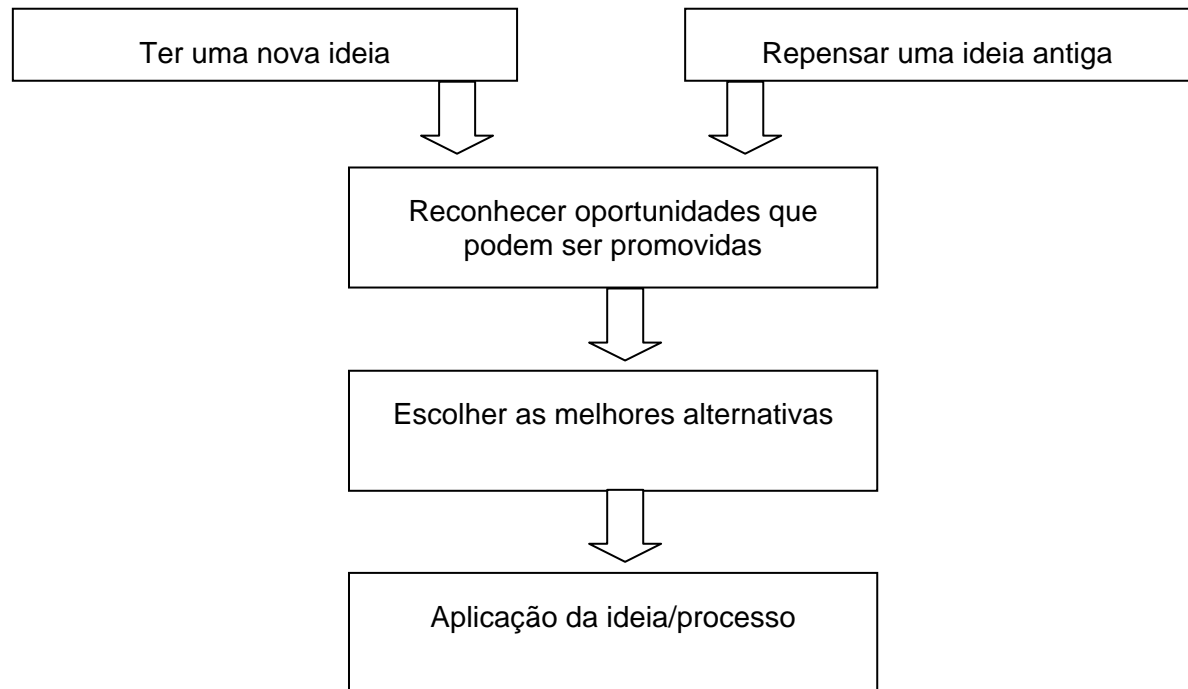 Ter uma nova ideia
Repensar uma ideia antiga
Reconhecer oportunidades que
podem ser promovidas
Escolher as melhores alternativas
Aplicação da ideia/processo